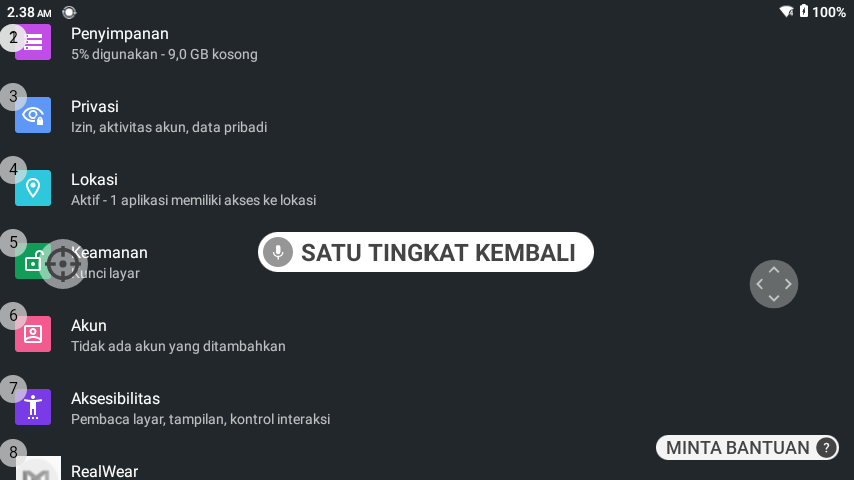 2.38 AM
100%
2
Penyimpanan
5% digunakan - 9,0 GB kosong
3
Privasi
Izin, aktivitas akun, data pribadi
4
Lokasi
Aktif - 1 aplikasi memiliki akses ke lokasi
5
Keamanan
Kunci layar
SATU TINGKAT KEMBALI
6
Akun
Tidak ada akun yang ditambahkan
7
Aksesibilitas
Pembaca layar, tampilan, kontrol interaksi
MINTA BANTUAN ?
8
RealWear